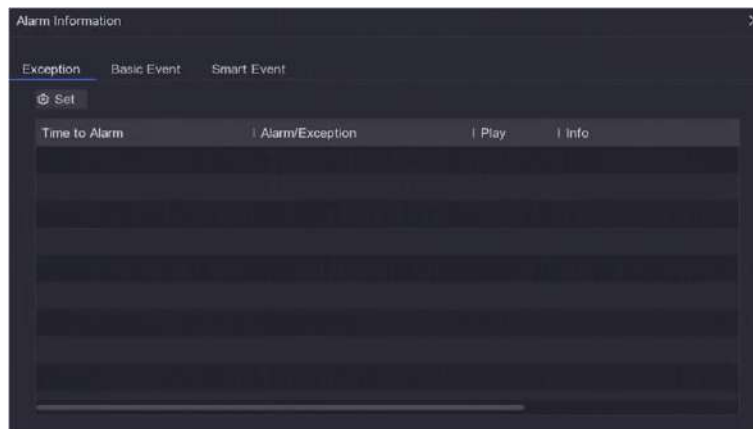 Alarm Information
Exception Basic Event Smart Event
Set
Time to Alarm Alarm/Exception Play Info